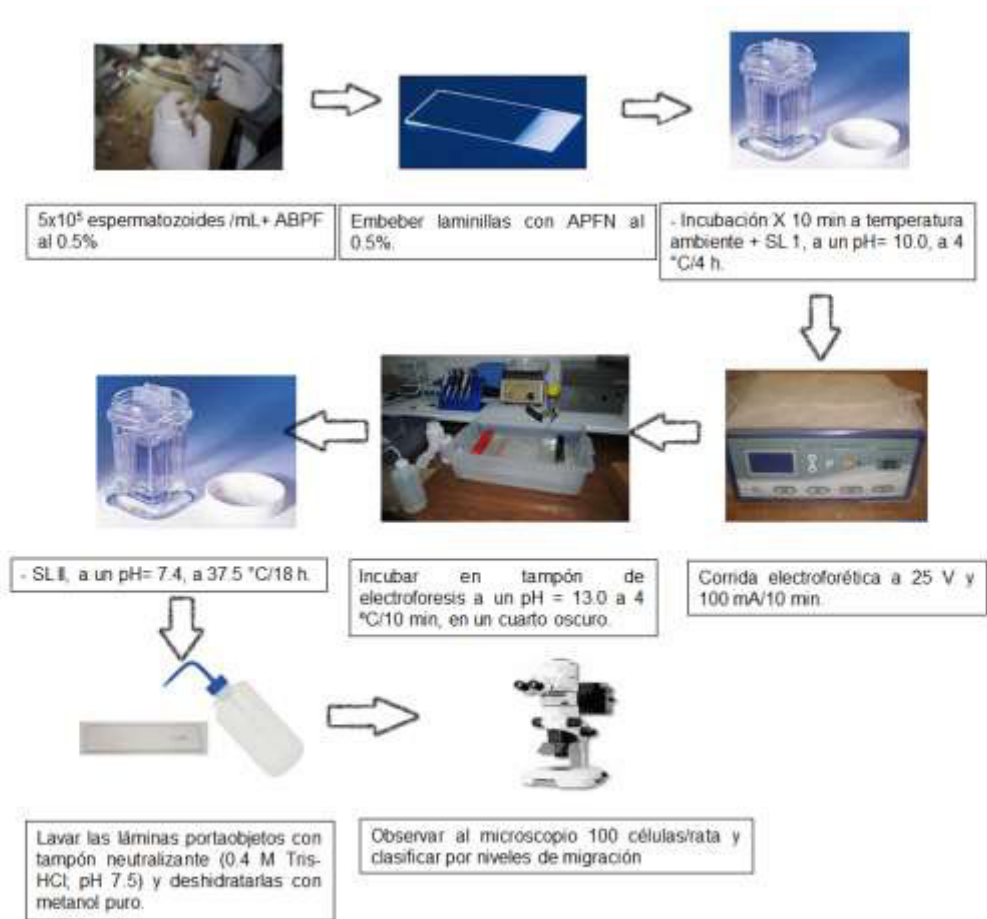 5x10⁵ espermatozoides /mL+ ABPF
al 0.5%
Embeber laminillas con APFN al
0.5%.
- Incubación X 10 min a temperatura
ambiente + SL 1, a un pH= 10.0, a 4
°C/4 h.
Corrida electroforética a 25 V y
100 mA/10 min.
Incubar en tampón de
electroforesis a un pH = 13.0 a 4
ºC/10 min, en un cuarto oscuro.
- SL II, a un pH= 7.4, a 37.5 °C/18 h.
Lavar las láminas portaobjetos con
tampón neutralizante (0.4 M Tris-
HCl; pH 7.5) y deshidratarlas con
metanol puro.
Observar al microscopio 100 células/rata y
clasificar por niveles de migración